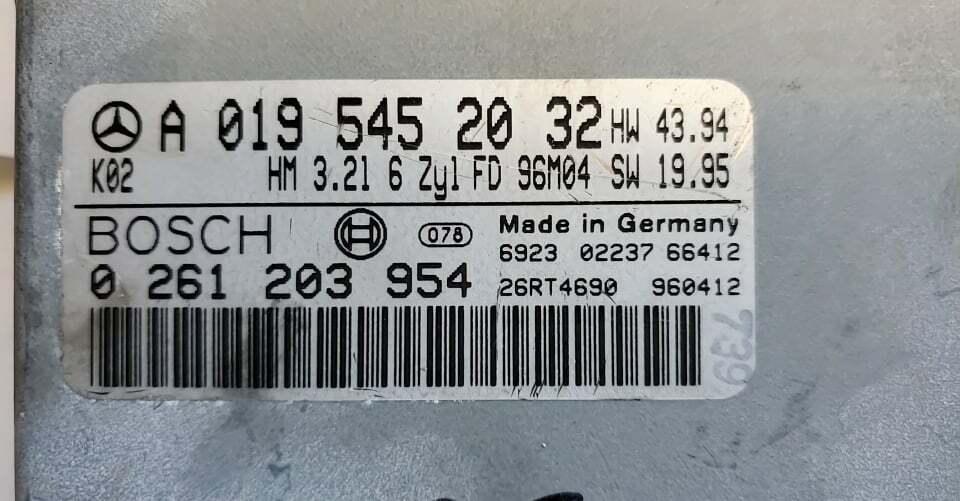 A 019 545 20 32 HW 43.94
K02 HM 3.2l 6 Zyl FD 96M04 SW 19.95
BOSCH 078 Made in Germany
6923 02237 66412
0 261 203 954 26RT4690 960412
739